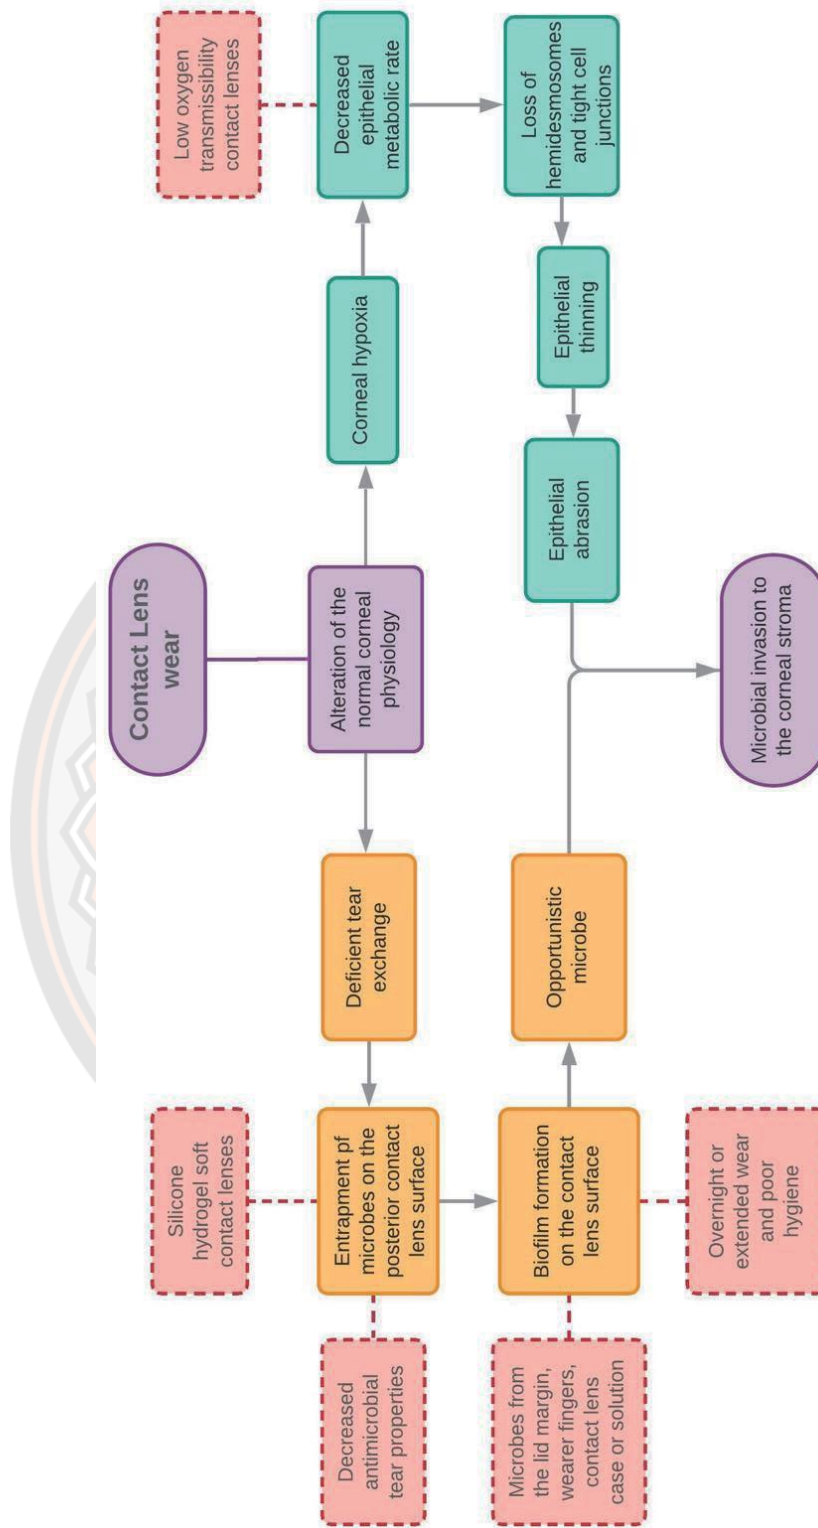 Contact Lens
wear
Silicone
hydrogel soft
contact lenses
Low oxygen
transmissibility
contact lenses
Decreased
antimicrobial
tear properties
Entrapment pf
microbes on the
posterior contact
lens surface
Deficient tear
exchange
Alteration of the
normal corneal
physiology
Corneal hypoxia
Decreased
epithelial
metabolic rate
Microbes from
the lid margin,
wearer fingers,
contact lens
case or solution
Biofilm formation
on the contact
lens surface
Opportunistic
microbe
Epithelial
abrasion
Epithelial
thinning
Loss of
hemidesmosomes
and tight cell
junctions
Overnight or
extended wear
and poor
hygiene
Microbial invasion to
the corneal stroma